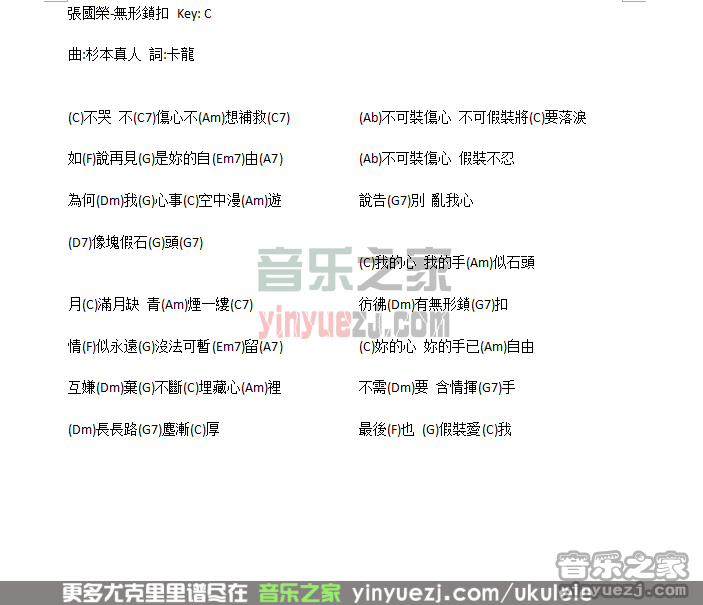 張國榮-無形鎖扣 Key: C
曲:杉本真人 詞:卡龍
(C)不哭 不(C7)傷心不(Am)想補救(C7)
如(F)說再見(G)是妳的自(Em7)由(A7)
為何(Dm)我(G)心事(C)空中漫(Am)遊
(D7)像塊假石(G)頭(G7)
月(C)滿月缺 青(Am)煙一縷(C7)
情(F)似永遠(G)沒法可暫(Em7)留(A7)
互嫌(Dm)棄(G)不斷(C)埋藏心(Am)裡
(Dm)長長路(G7)塵漸(C)厚
(Ab)不可裝傷心 不可假裝將(C)要落淚
(Ab)不可裝傷心 假裝不忍
說告(G7)別 亂我心
(C)我的心 我的手(Am)似石頭
彷彿(Dm)有無形鎖(G7)扣
(C)妳的心 妳的手已(Am)自由
不需(Dm)要 含情揮(G7)手
最後(F)也 (G)假裝愛(C)我
音乐之家
yinyuezj.com
音乐之家
yinyuezj.com
更多尤克里里谱尽在 音乐之家 yinyuezj.com/ukulele